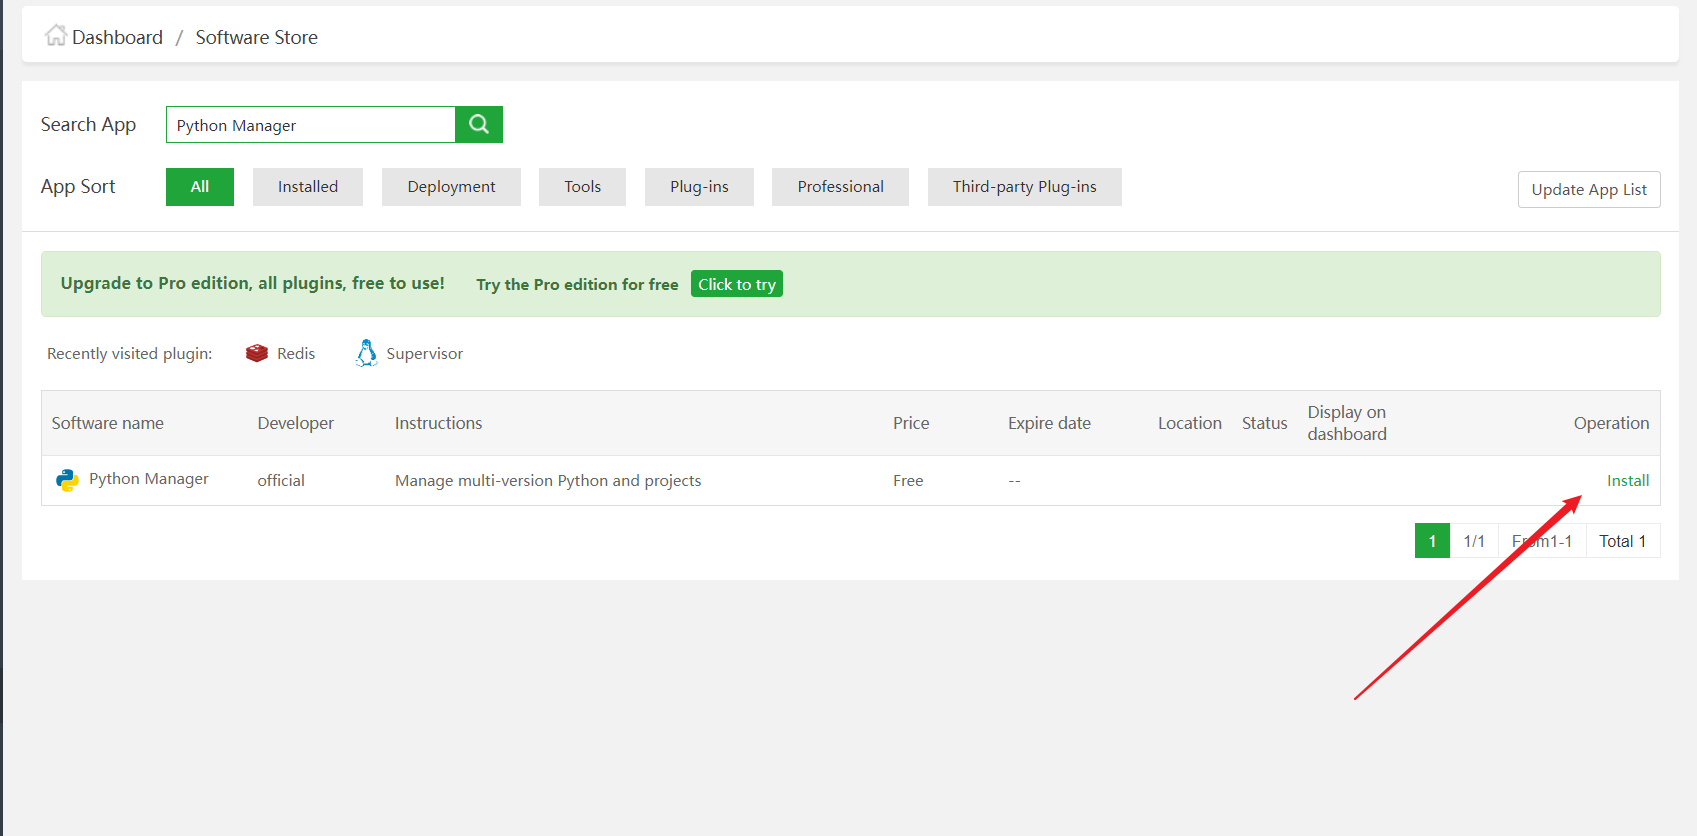 Dashboard / Software Store
Search App
Python Manager
App Sort
All
Installed
Deployment
Tools
Plug-ins
Professional
Third-party Plug-ins
Update App List
Upgrade to Pro edition, all plugins, free to use! Try the Pro edition for free Click to try
Recently visited plugin: Redis Supervisor
Software name Developer Instructions Price Expire date Location Status Display on dashboard Operation
Python Manager official Manage multi-version Python and projects Free -- Install
1 1/1 From1-1 Total 1